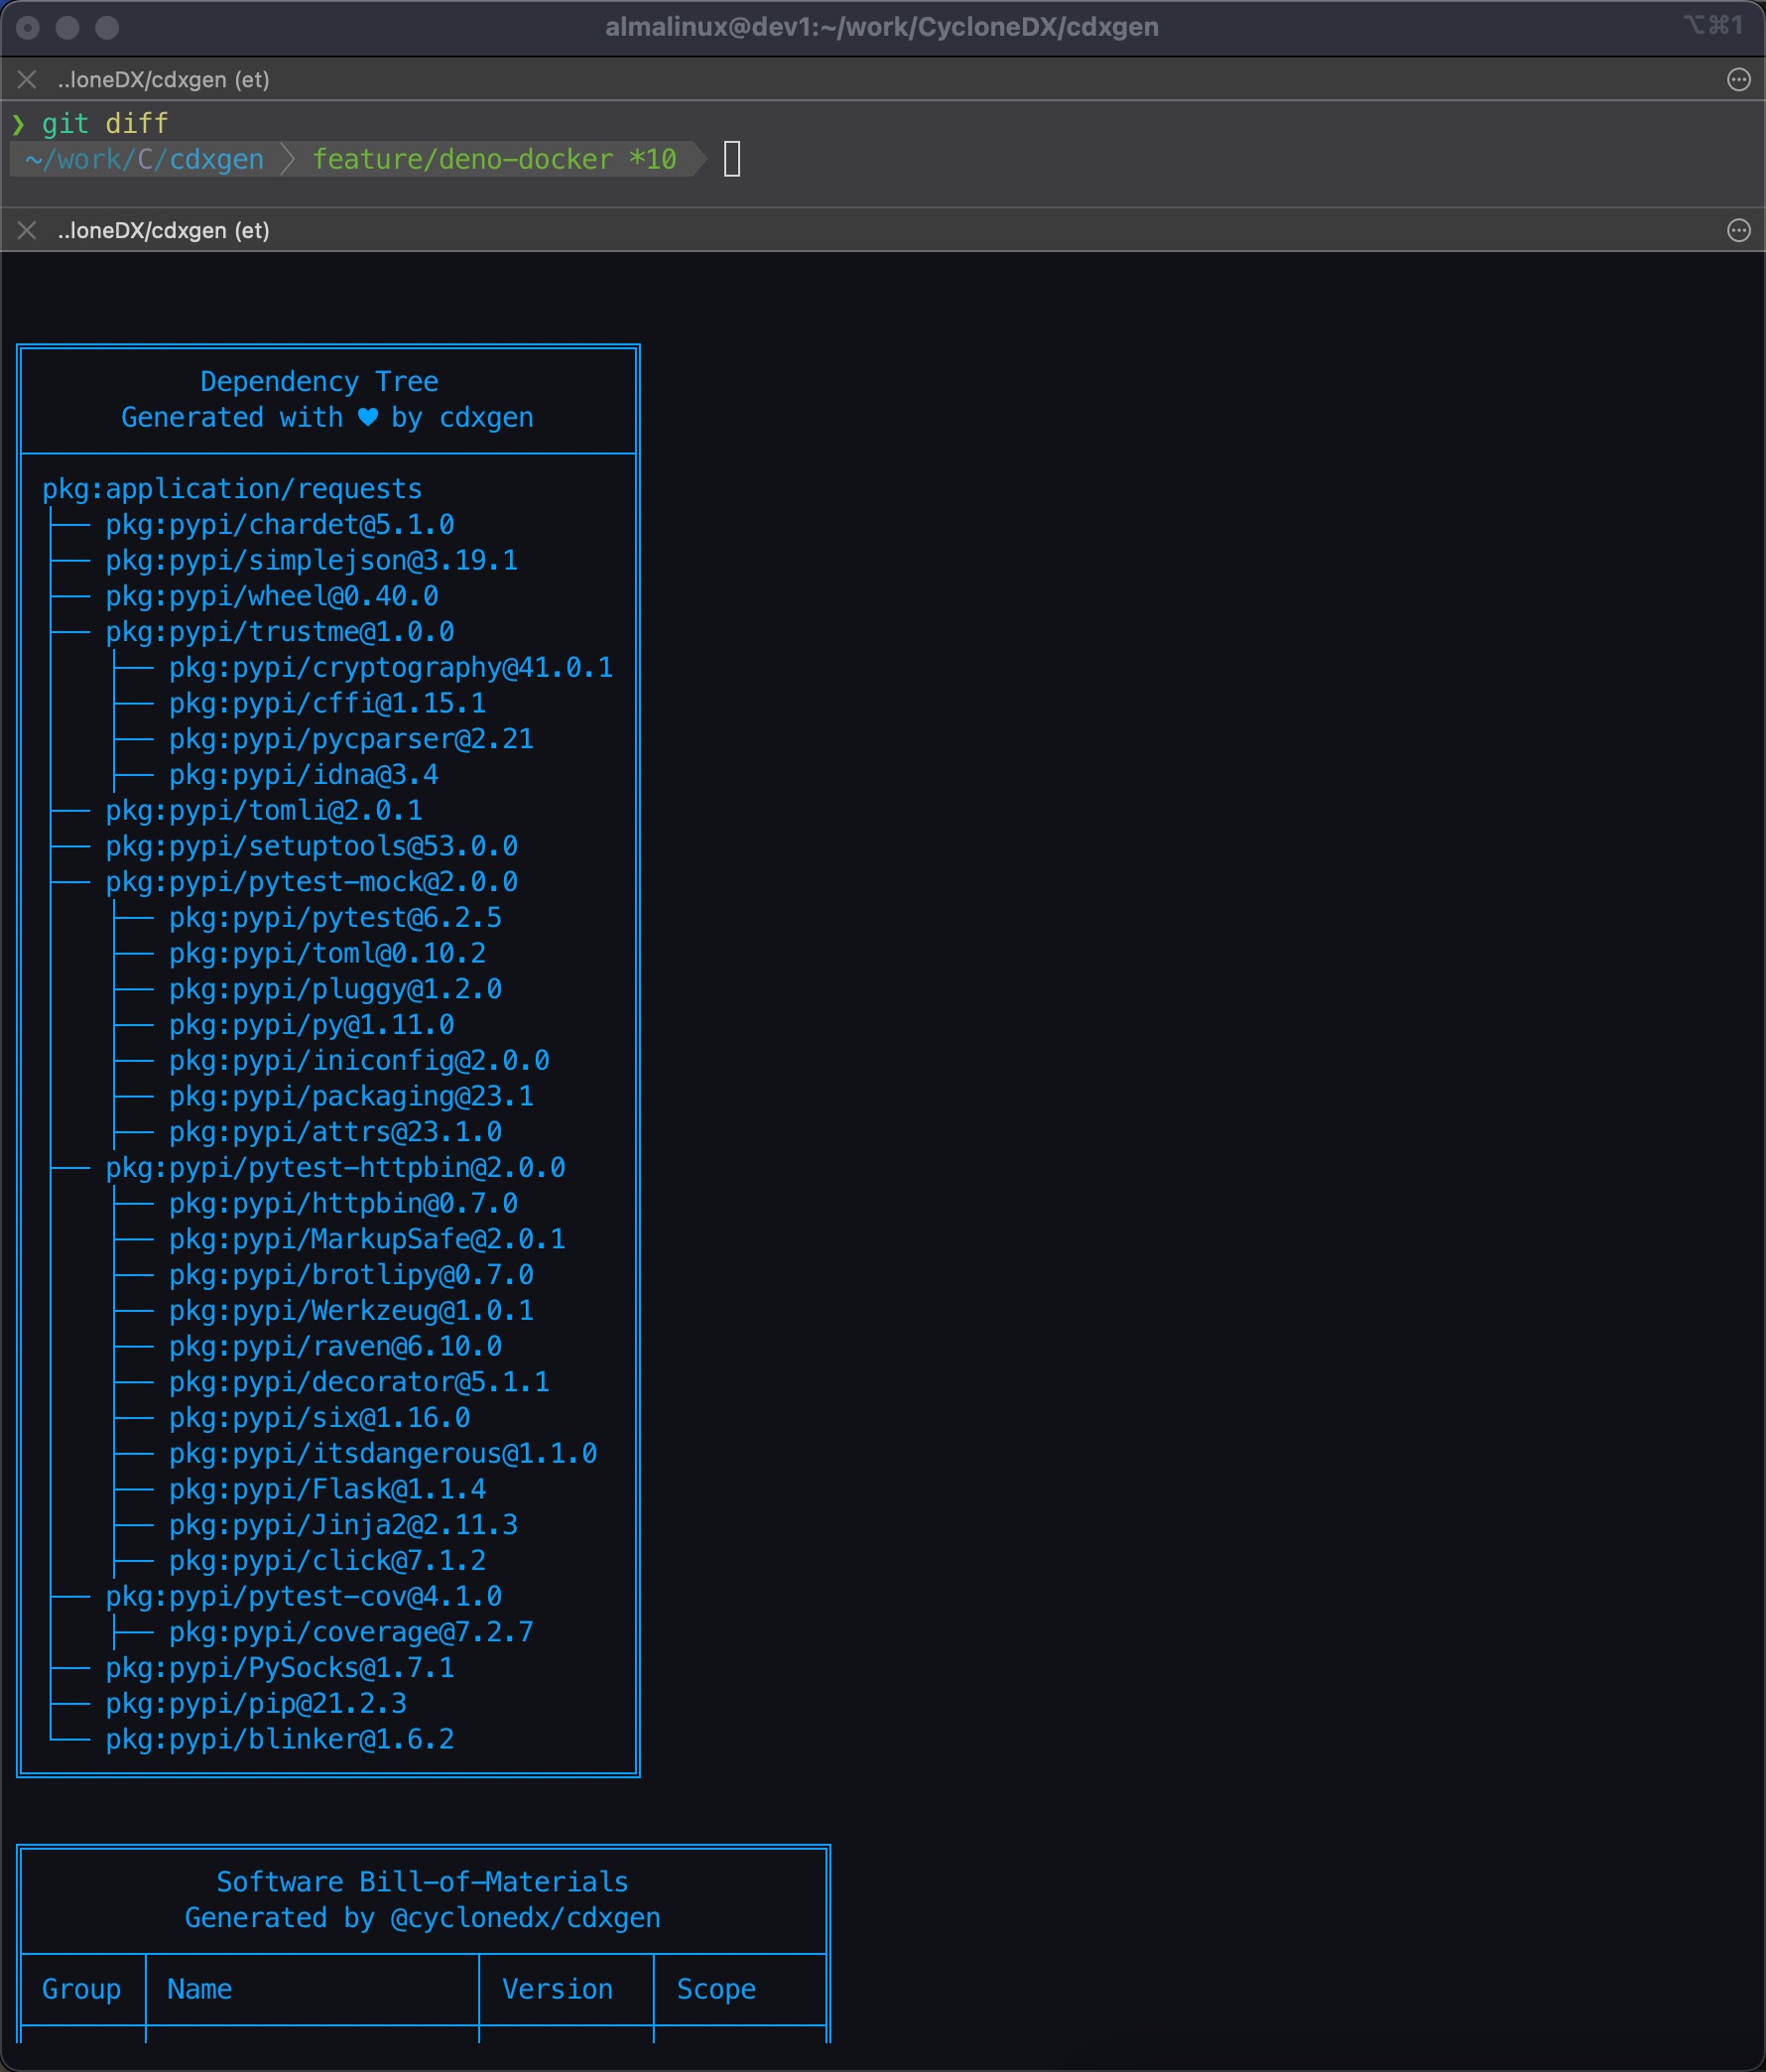 almalinux@dev1:~/work/CycloneDX/cdxgen
⌥⌘1
..loneDX/cdxgen (et)
❯ git diff
~/work/C/cdxgen feature/deno-docker *10
..loneDX/cdxgen (et)
Dependency Tree
Generated with ♥ by cdxgen
pkg:application/requests
├── pkg:pypi/chardet@5.1.0
├── pkg:pypi/simplejson@3.19.1
├── pkg:pypi/wheel@0.40.0
├── pkg:pypi/trustme@1.0.0
│   ├── pkg:pypi/cryptography@41.0.1
│   ├── pkg:pypi/cffi@1.15.1
│   ├── pkg:pypi/pycparser@2.21
│   ├── pkg:pypi/idna@3.4
├── pkg:pypi/tomli@2.0.1
├── pkg:pypi/setuptools@53.0.0
├── pkg:pypi/pytest-mock@2.0.0
│   ├── pkg:pypi/pytest@6.2.5
│   ├── pkg:pypi/toml@0.10.2
│   ├── pkg:pypi/pluggy@1.2.0
│   ├── pkg:pypi/py@1.11.0
│   ├── pkg:pypi/iniconfig@2.0.0
│   ├── pkg:pypi/packaging@23.1
│   ├── pkg:pypi/attrs@23.1.0
├── pkg:pypi/pytest-httpbin@2.0.0
│   ├── pkg:pypi/httpbin@0.7.0
│   ├── pkg:pypi/MarkupSafe@2.0.1
│   ├── pkg:pypi/brotlipy@0.7.0
│   ├── pkg:pypi/Werkzeug@1.0.1
│   ├── pkg:pypi/raven@6.10.0
│   ├── pkg:pypi/decorator@5.1.1
│   ├── pkg:pypi/six@1.16.0
│   ├── pkg:pypi/itsdangerous@1.1.0
│   ├── pkg:pypi/Flask@1.1.4
│   ├── pkg:pypi/Jinja2@2.11.3
│   ├── pkg:pypi/click@7.1.2
├── pkg:pypi/pytest-cov@4.1.0
│   ├── pkg:pypi/coverage@7.2.7
├── pkg:pypi/PySocks@1.7.1
├── pkg:pypi/pip@21.2.3
└── pkg:pypi/blinker@1.6.2
Software Bill-of-Materials
Generated by @cyclonedx/cdxgen
Group Name Version Scope